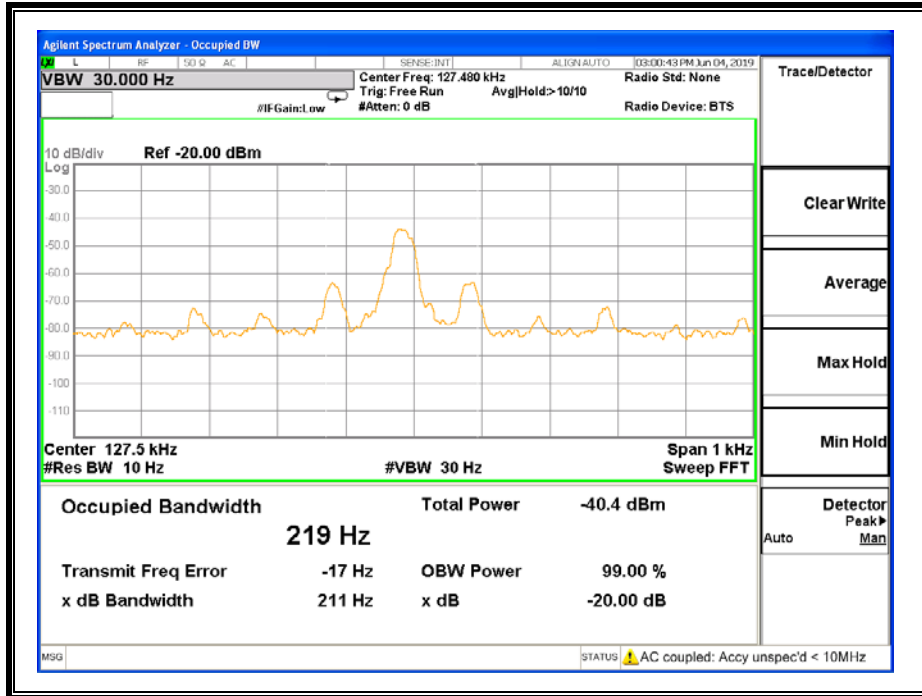 Agilent Spectrum Analyzer - Occupied BW
LXI L RF 50 Ω AC SENSE:INT ALIGN AUTO 03:00:43 PM Jun 04, 2019
VBW 30.000 Hz
Center Freq: 127.480 kHz
Radio Std: None
Trig: Free Run Avg|Hold:>10/10
#IFGain:Low #Atten: 0 dB Radio Device: BTS
Trace/Detector
10 dB/div Ref -20.00 dBm
Log
-30.0
-40.0
-50.0
-60.0
-70.0
-80.0
-90.0
-100
-110
Center 127.5 kHz Span 1 kHz
#Res BW 10 Hz #VBW 30 Hz Sweep FFT
Occupied Bandwidth Total Power -40.4 dBm
219 Hz
Transmit Freq Error -17 Hz OBW Power 99.00 %
x dB Bandwidth 211 Hz x dB -20.00 dB
Clear Write
Average
Max Hold
Min Hold
Detector
Peak▶
Auto Man
MSG STATUS AC coupled: Accy unspec'd < 10MHz